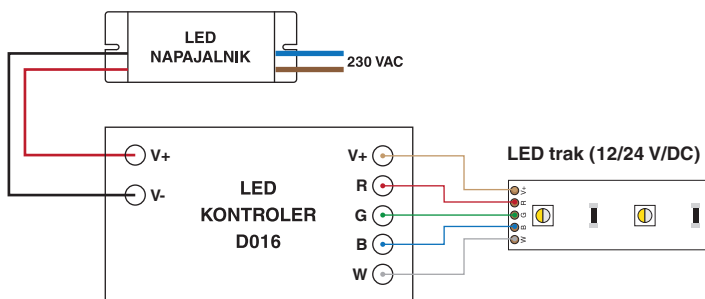 LED
NAPAJALNIK
230 VAC
V+
V-
LED
KONTROLER
D016
V+
R
G
B
W
LED trak (12/24 V/DC)
V+
R
G
B
W